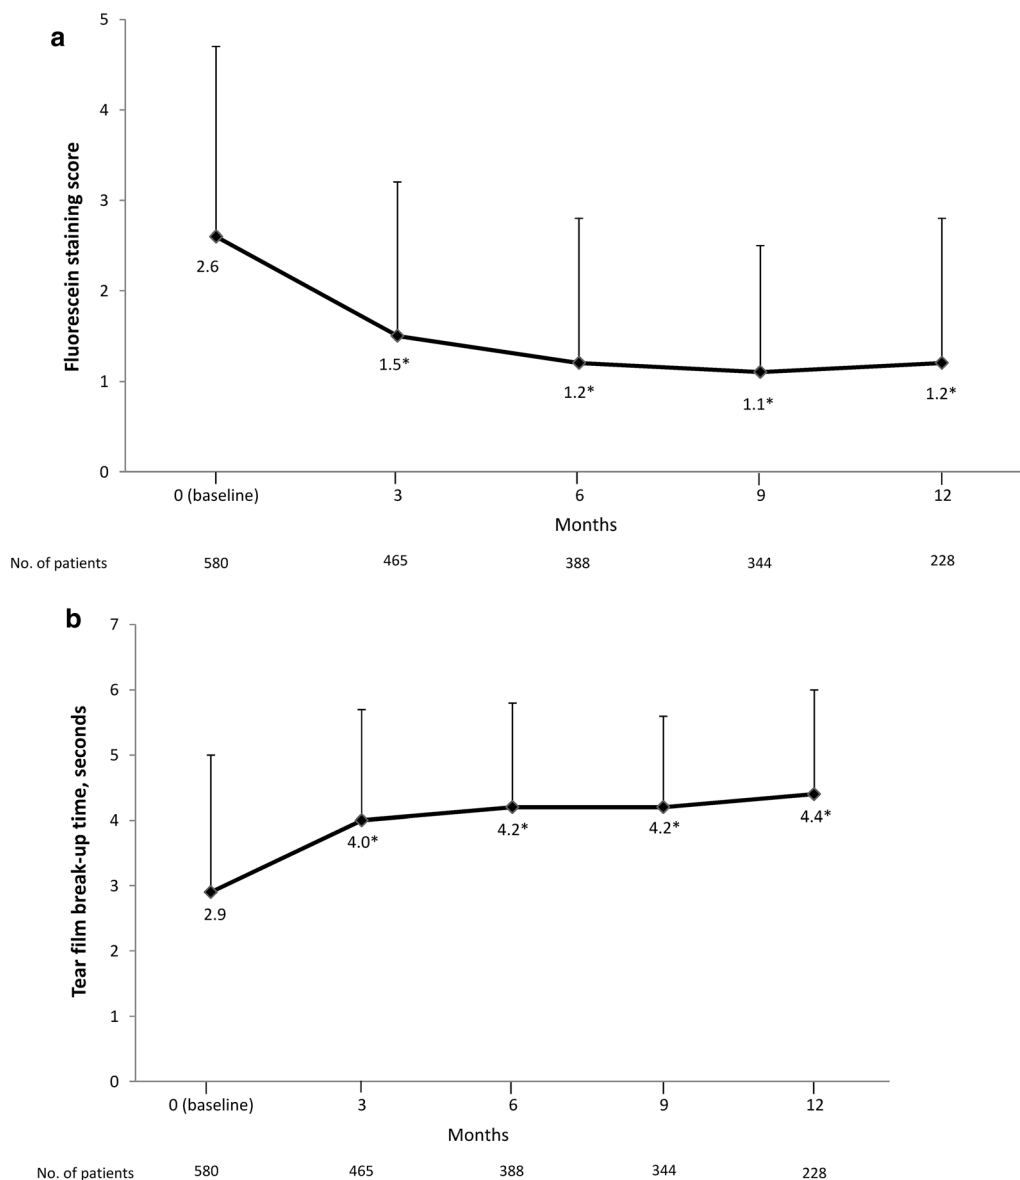 a
Fluorescein staining score
5
4
3
2
1
0
2.6
1.5*
1.2*
1.1*
1.2*
0 (baseline) 3 6 9 12
Months
No. of patients 580 465 388 344 228
b
Tear film break-up time, seconds
7
6
5
4
3
2
1
0
2.9
4.0*
4.2*
4.2*
4.4*
0 (baseline) 3 6 9 12
Months
No. of patients 580 465 388 344 228